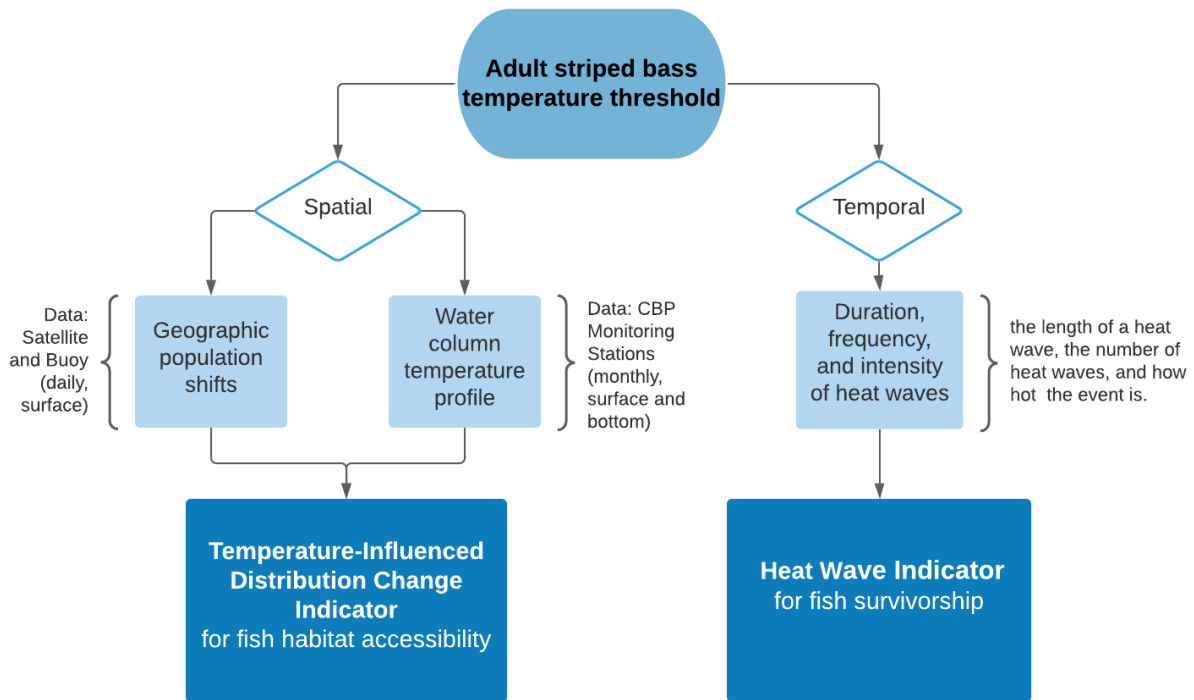 Adult striped bass
temperature threshold
Spatial
Temporal
Data:
Satellite
and Buoy
(daily,
surface)
Geographic
population
shifts
Water
column
temperature
profile
Data: CBP
Monitoring
Stations
(monthly,
surface and
bottom)
Duration,
frequency,
and intensity
of heat waves
the length of a heat
wave, the number of
heat waves, and how
hot  the event is.
Temperature-Influenced
Distribution Change
Indicator
for fish habitat accessibility
Heat Wave Indicator
for fish survivorship